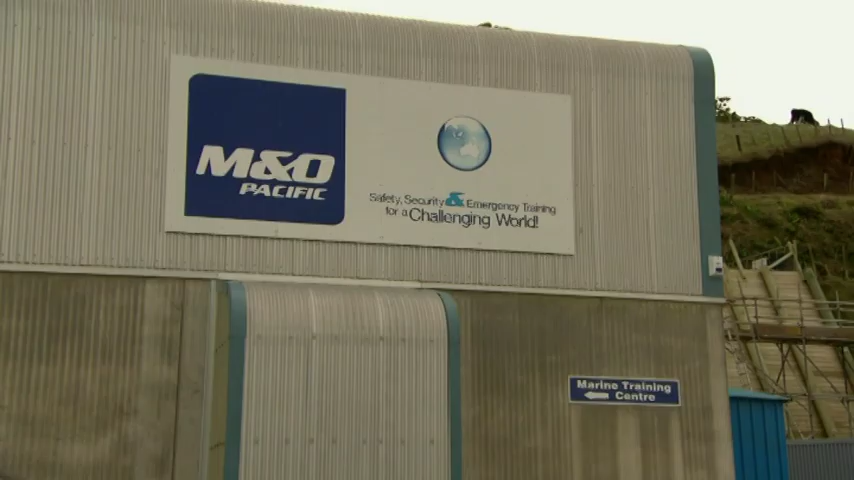 M&O
PACIFIC
Safety, Security & Emergency Training
for a Challenging World!
Marine Training
Centre